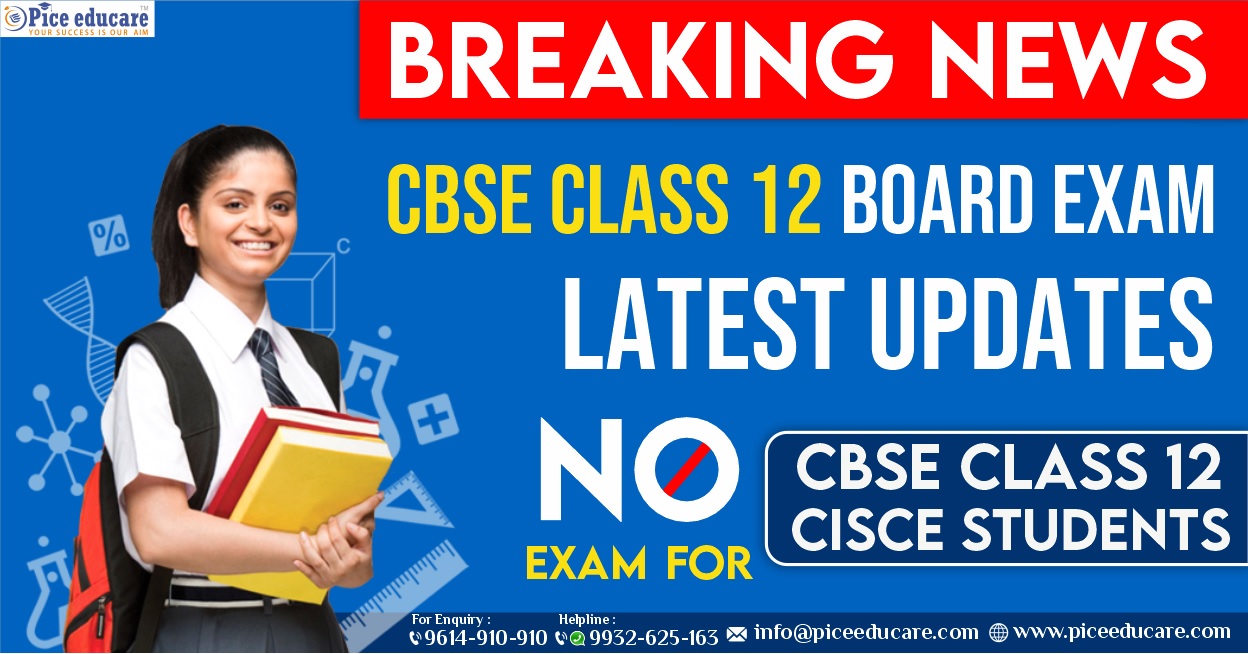 Pice educare TM
YOUR SUCCESS IS OUR AIM
BREAKING NEWS
CBSE CLASS 12 BOARD EXAM
LATEST UPDATES
NO
EXAM FOR
CBSE CLASS 12
CISCE STUDENTS
%
C
For Enquiry : Helpline :
9614-910-910 9932-625-163 info@piceeducare.com www.piceeducare.com